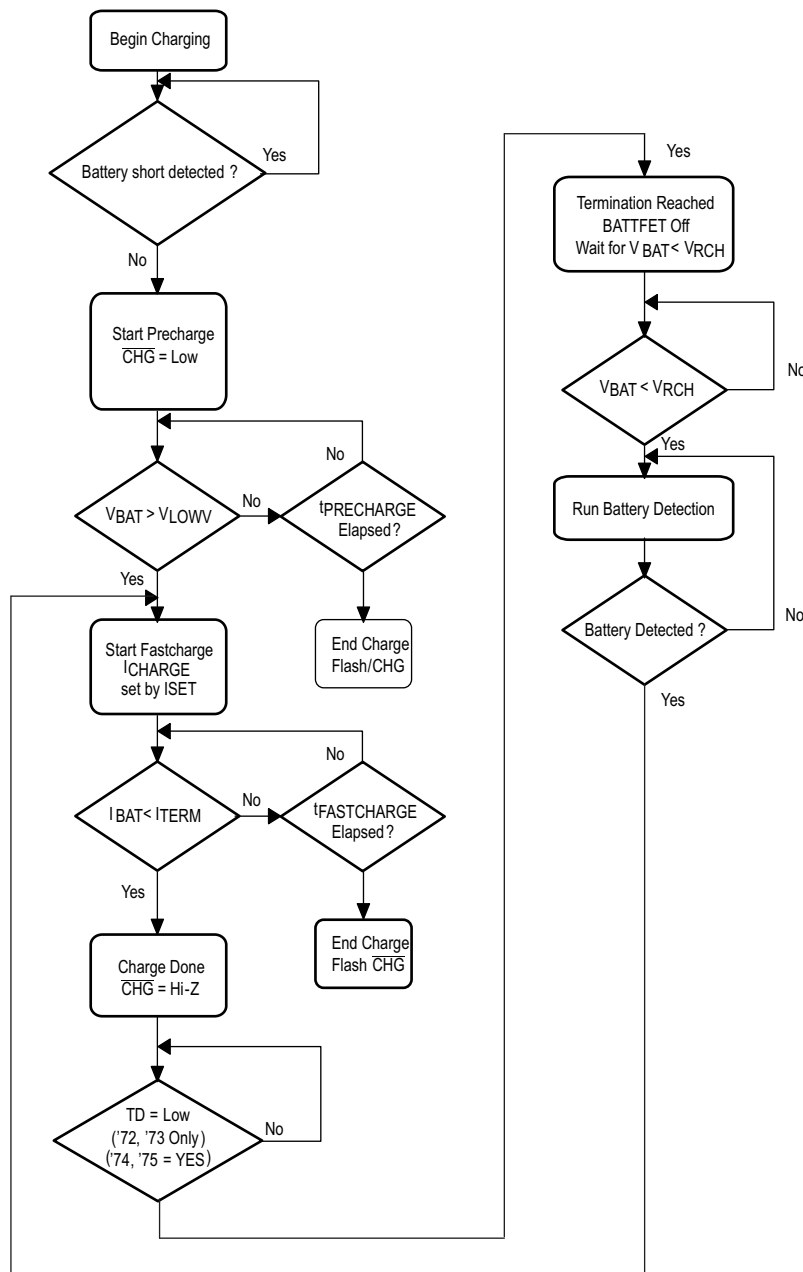 Begin Charging
Battery short detected ?
Yes
No
Start Precharge
CHG = Low
No
VBAT > VLOWV
No
tPRECHARGE
Elapsed?
Yes
Start Fastcharge
ICHARGE
set by ISET
End Charge
Flash/CHG
No
IBAT< ITERM
No
tFASTCHARGE
Elapsed?
Yes
Charge Done
CHG = Hi-Z
End Charge
Flash CHG
TD = Low
('72, '73 Only)
('74, '75 = YES)
No
Yes
Termination Reached
BATTFET Off
Wait for VBAT< VRCH
No
VBAT < VRCH
Yes
Run Battery Detection
No
Battery Detected ?
Yes